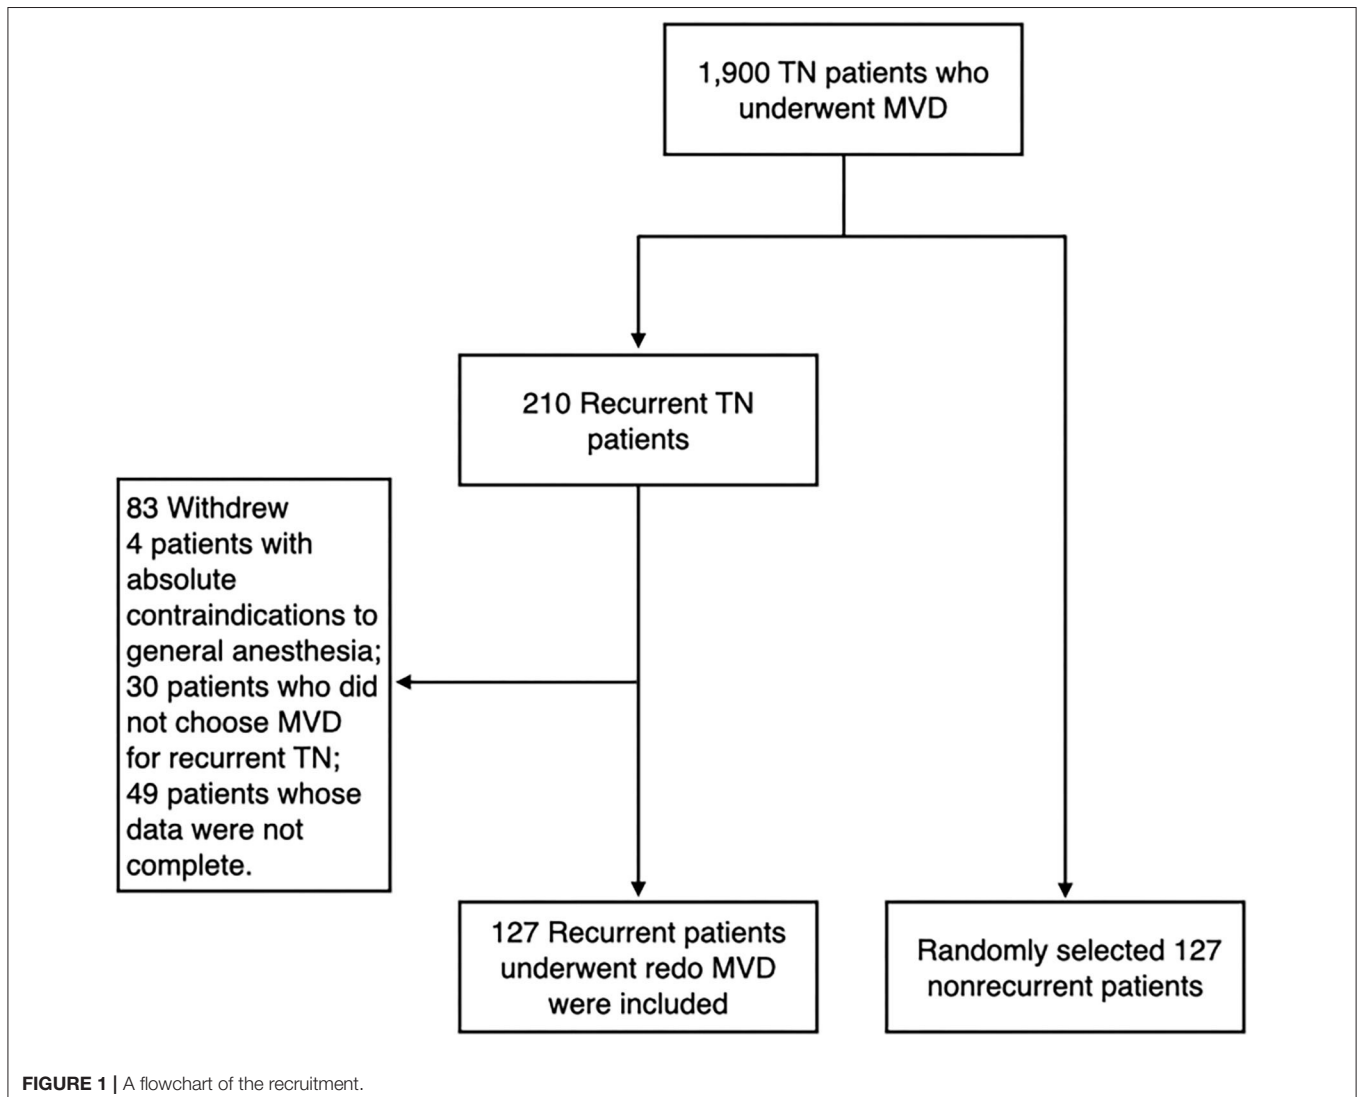 1,900 TN patients who
underwent MVD
210 Recurrent TN
patients
83 Withdrew
4 patients with
absolute
contraindications to
general anesthesia;
30 patients who did
not choose MVD
for recurrent TN;
49 patients whose
data were not
complete.
127 Recurrent patients
underwent redo MVD
were included
Randomly selected 127
nonrecurrent patients
FIGURE 1 | A flowchart of the recruitment.